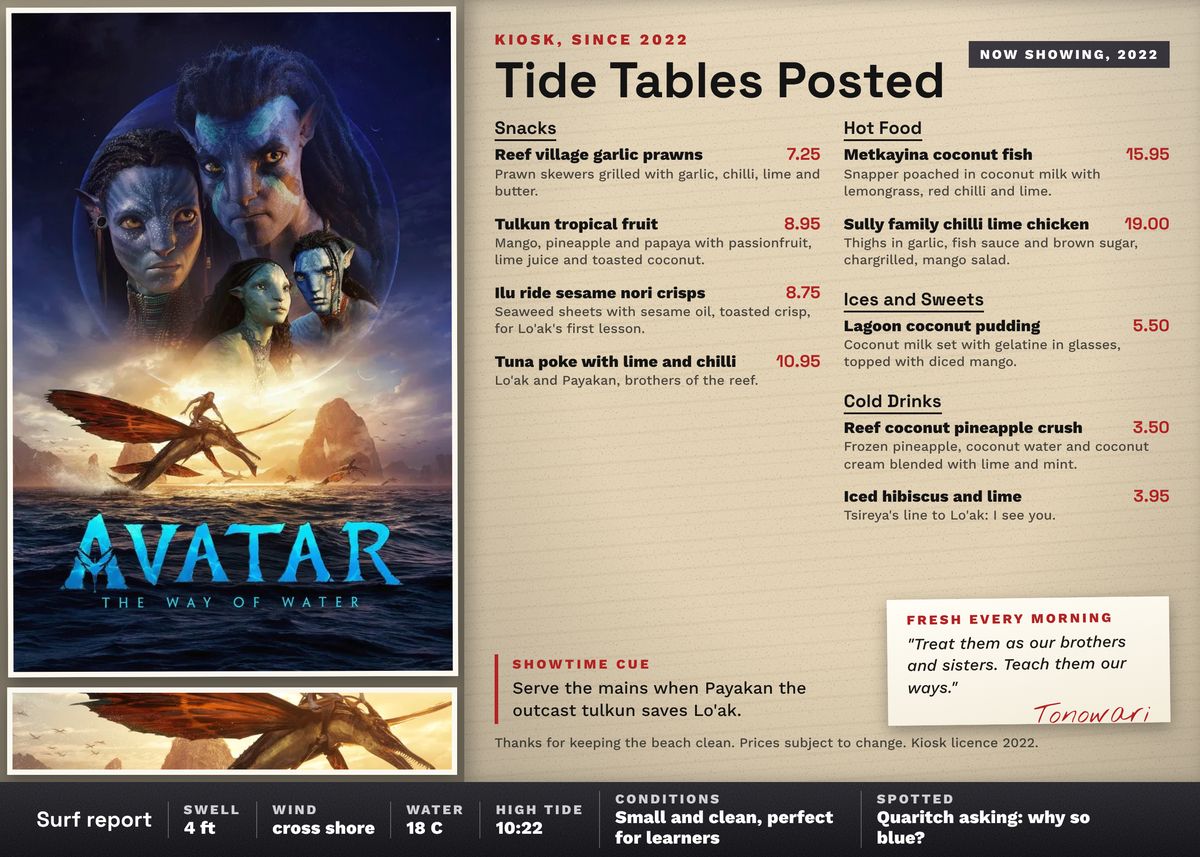 AVATAR
THE WAY OF WATER
KIOSK, SINCE 2022
Tide Tables Posted
NOW SHOWING, 2022
Snacks
Reef village garlic prawns 7.25
Prawn skewers grilled with garlic, chilli, lime and
butter.
Tulkun tropical fruit 8.95
Mango, pineapple and papaya with passionfruit,
lime juice and toasted coconut.
Ilu ride sesame nori crisps 8.75
Seaweed sheets with sesame oil, toasted crisp,
for Lo'ak's first lesson.
Tuna poke with lime and chilli 10.95
Lo'ak and Payakan, brothers of the reef.
Hot Food
Metkayina coconut fish 15.95
Snapper poached in coconut milk with
lemongrass, red chilli and lime.
Sully family chilli lime chicken 19.00
Thighs in garlic, fish sauce and brown sugar,
chargrilled, mango salad.
Ices and Sweets
Lagoon coconut pudding 5.50
Coconut milk set with gelatine in glasses,
topped with diced mango.
Cold Drinks
Reef coconut pineapple crush 3.50
Frozen pineapple, coconut water and coconut
cream blended with lime and mint.
Iced hibiscus and lime 3.95
Tsireya's line to Lo'ak: I see you.
SHOWTIME CUE
Serve the mains when Payakan the
outcast tulkun saves Lo'ak.
FRESH EVERY MORNING
"Treat them as our brothers
and sisters. Teach them our
ways."
Tonowari
Thanks for keeping the beach clean. Prices subject to change. Kiosk licence 2022.
Surf report
SWELL
4 ft
WIND
cross shore
WATER
18 C
HIGH TIDE
10:22
CONDITIONS
Small and clean, perfect
for learners
SPOTTED
Quaritch asking: why so
blue?